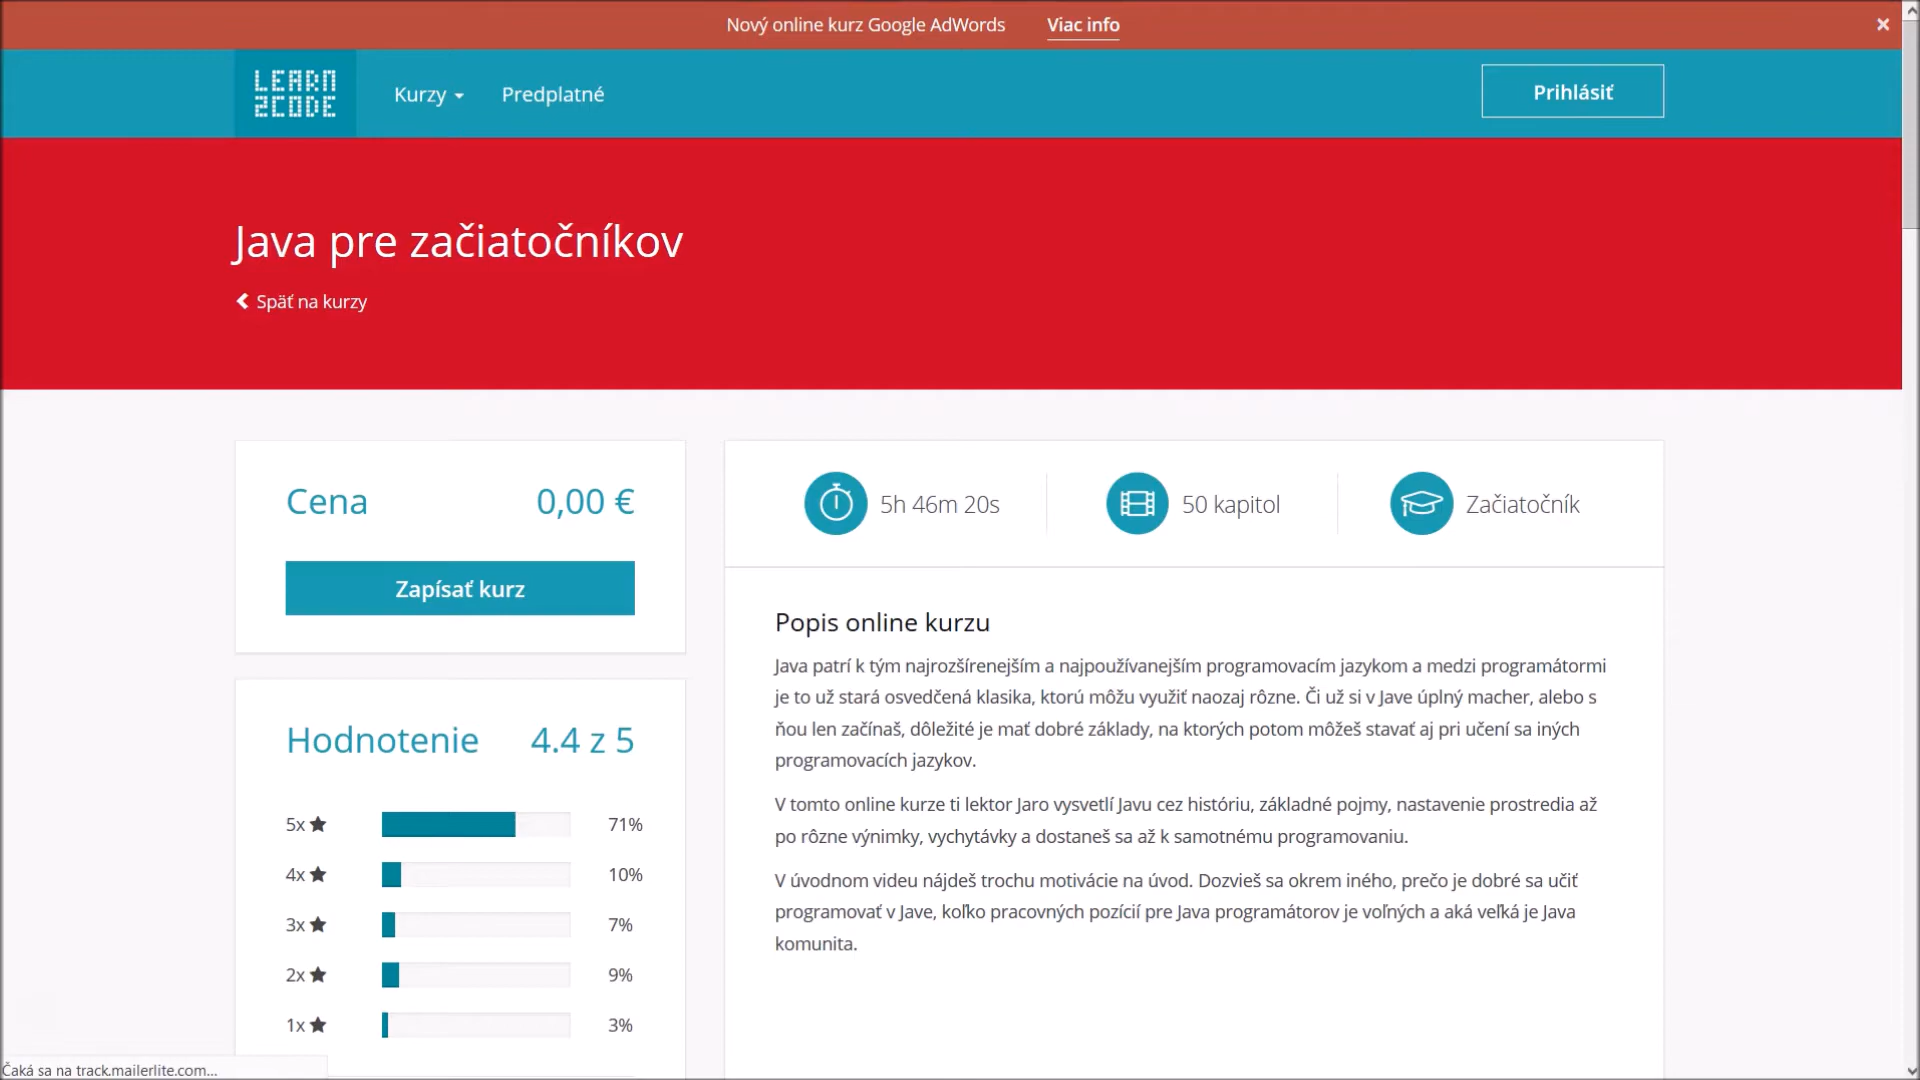 Nový online kurz Google AdWords Viac info ×
LEARN
2CODE
Kurzy Predplatné Prihlásiť
Java pre začiatočníkov
Späť na kurzy
Cena 0,00 €
Zapísať kurz
Hodnotenie 4.4 z 5
5x 71%
4x 10%
3x 7%
2x 9%
1x 3%
5h 46m 20s 50 kapitol Začiatočník
Popis online kurzu
Java patrí k tým najrozšírenejším a najpoužívanejším programovacím jazykom a medzi programátormi
je to už stará osvedčená klasika, ktorú môžu využiť naozaj rôzne. Či už si v Jave úplný macher, alebo s
ňou len začínaš, dôležité je mať dobré základy, na ktorých potom môžeš stavať aj pri učení sa iných
programovacích jazykov.
V tomto online kurze ti lektor Jaro vysvetlí Javu cez históriu, základné pojmy, nastavenie prostredia až
po rôzne výnimky, vychytávky a dostaneš sa až k samotnému programovaniu.
V úvodnom videu nájdeš trochu motivácie na úvod. Dozvieš sa okrem iného, prečo je dobré sa učiť
programovať v Jave, koľko pracovných pozícií pre Java programátorov je voľných a aká veľká je Java
komunita.
Čaká sa na track.mailerlite.com...